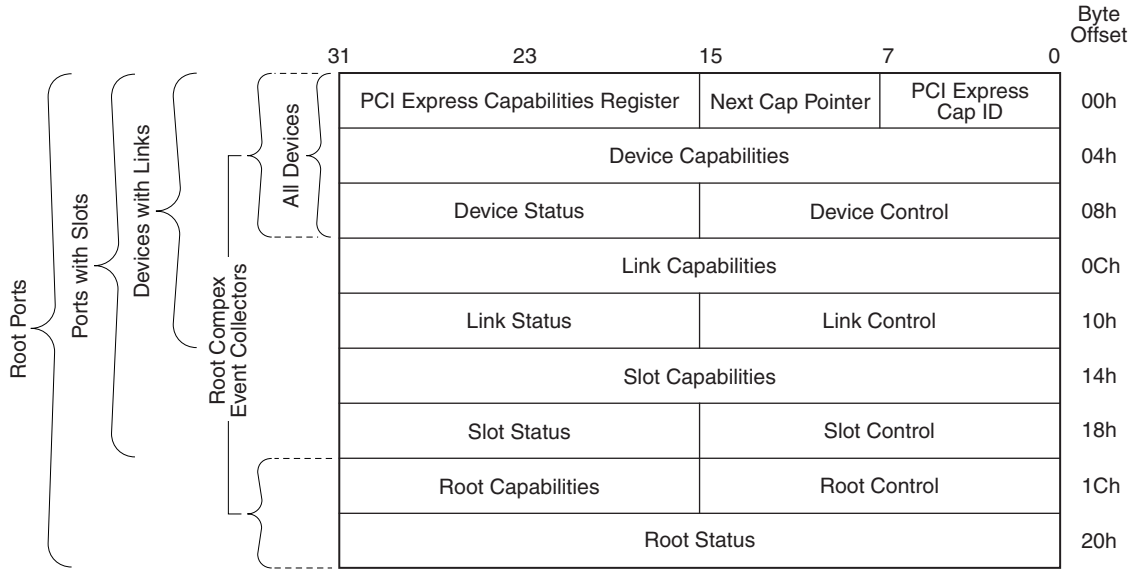 Byte
Offset
31 23 15 7 0
PCI Express Capabilities Register Next Cap Pointer PCI Express
Cap ID 00h
Device Capabilities 04h
Device Status Device Control 08h
Link Capabilities 0Ch
Link Status Link Control 10h
Slot Capabilities 14h
Slot Status Slot Control 18h
Root Capabilities Root Control 1Ch
Root Status 20h
Root Ports
Ports with Slots
Devices with Links
Root Compex
Event Collectors
All Devices